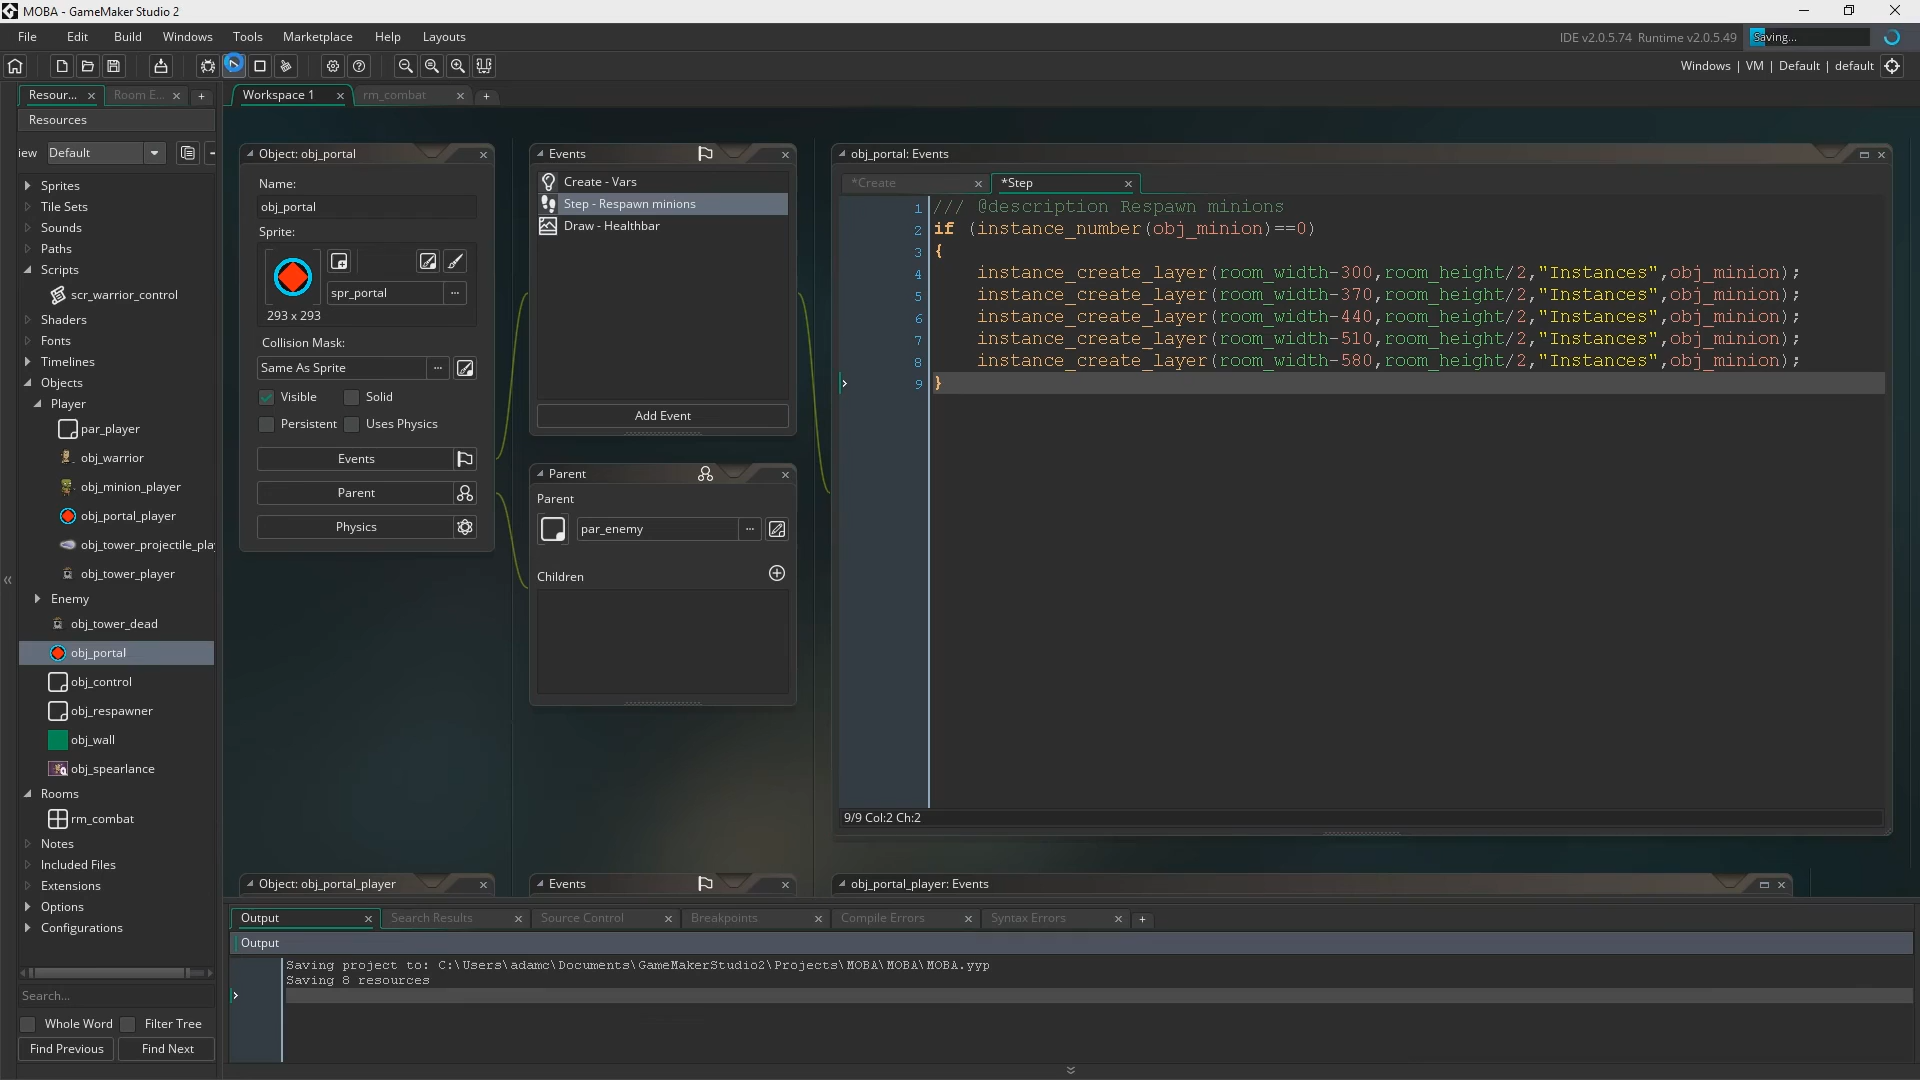 MOBA - GameMaker Studio 2
File Edit Build Windows Tools Marketplace Help Layouts
IDE v2.0.5.74 Runtime v2.0.5.49 Saving...
Windows | VM | Default | default
Resour... Room E...
Workspace 1 rm_combat
Resources
iew Default
Sprites
Tile Sets
Sounds
Paths
Scripts
scr_warrior_control
Shaders
Fonts
Timelines
Objects
Player
par_player
obj_warrior
obj_minion_player
obj_portal_player
obj_tower_projectile_play
obj_tower_player
Enemy
obj_tower_dead
obj_portal
obj_control
obj_respawner
obj_wall
obj_spearlance
Rooms
rm_combat
Notes
Included Files
Extensions
Options
Configurations
Search...
Whole Word Filter Tree
Find Previous Find Next
Object: obj_portal
Name:
obj_portal
Sprite:
spr_portal
293 x 293
Collision Mask:
Same As Sprite
Visible Solid
Persistent Uses Physics
Events
Parent
Physics
Events
Create - Vars
Step - Respawn minions
Draw - Healthbar
Add Event
Parent
Parent
par_enemy
Children
obj_portal: Events
*Create *Step
1 /// @description Respawn minions
2 if (instance_number(obj_minion)==0)
3 {
4 instance_create_layer(room_width-300,room_height/2,"Instances",obj_minion);
5 instance_create_layer(room_width-370,room_height/2,"Instances",obj_minion);
6 instance_create_layer(room_width-440,room_height/2,"Instances",obj_minion);
7 instance_create_layer(room_width-510,room_height/2,"Instances",obj_minion);
8 instance_create_layer(room_width-580,room_height/2,"Instances",obj_minion);
9 }
9/9 Col:2 Ch:2
Object: obj_portal_player
Events
obj_portal_player: Events
Output Search Results Source Control Breakpoints Compile Errors Syntax Errors
Output
Saving project to: C:\Users\adamc\Documents\GameMakerStudio2\Projects\MOBA\MOBA\MOBA.yyp
Saving 8 resources